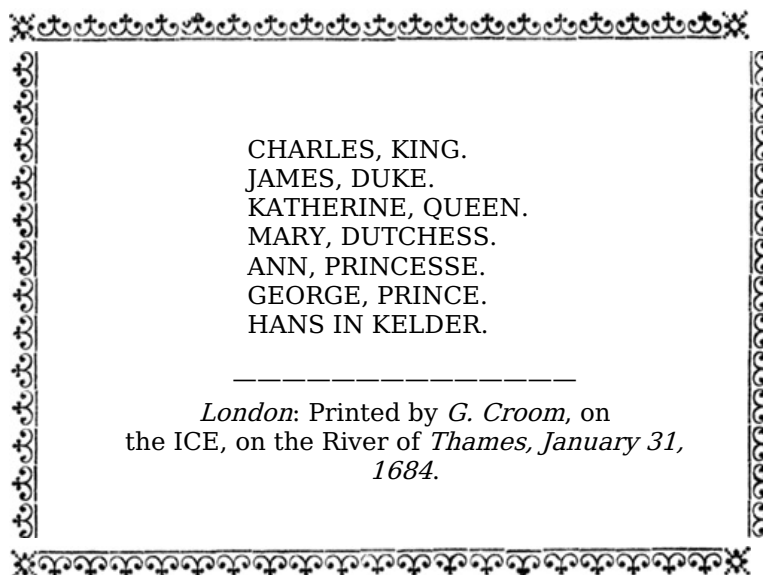 CHARLES, KING.
JAMES, DUKE.
KATHERINE, QUEEN.
MARY, DUTCHESS.
ANN, PRINCESSE.
GEORGE, PRINCE.
HANS IN KELDER.
——————————————
London: Printed by G. Croom, on
the ICE, on the River of Thames, January 31,
1684.